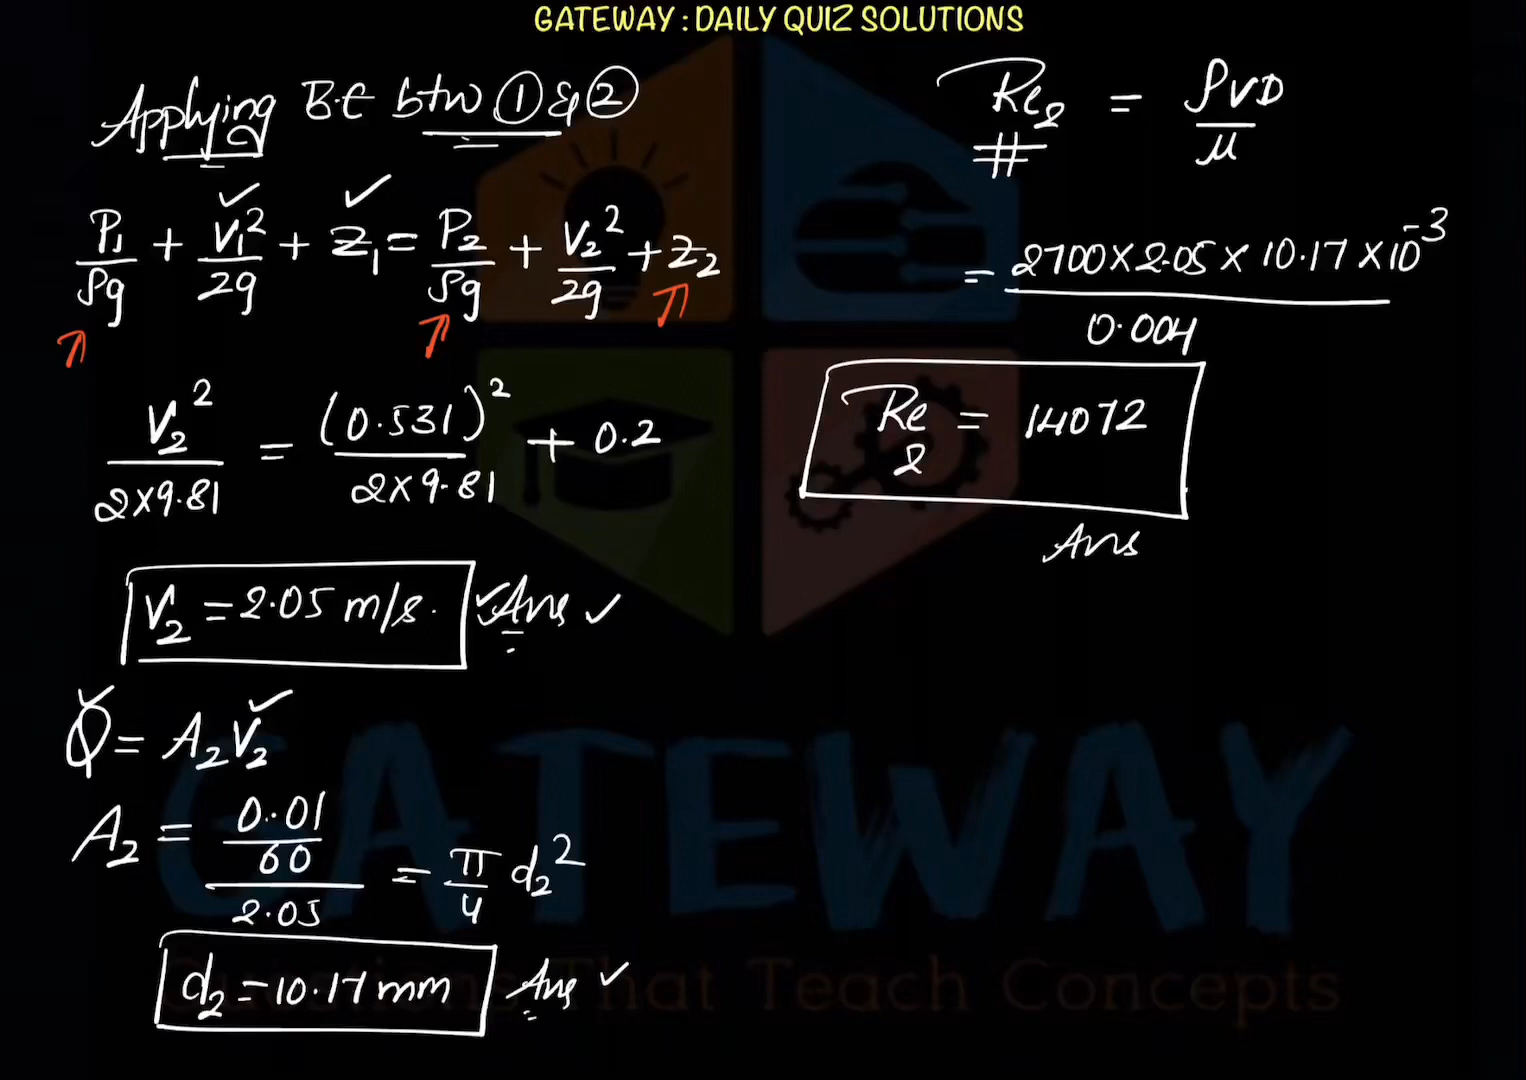 GATEWAY : DAILY QUIZ SOLUTIONS
Applying BE btw ① & ②
P₁/ρg + V₁²/2g + Z₁ = P₂/ρg + V₂²/2g + Z₂
V₂²/2×9.81 = (0.531)²/2×9.81 + 0.2
V₂ = 2.05 m/s. Ans
Q = A₂V₂
A₂ = 0.01/60/2.05 = π/4 d₂²
d₂ = 10.17 mm Ans
Re₂ = ρVD/μ
= 2700×2.05×10.17×10⁻³/0.004
Re₂ = 14072
Ans
GATEWAY
Questions That Teach Concepts